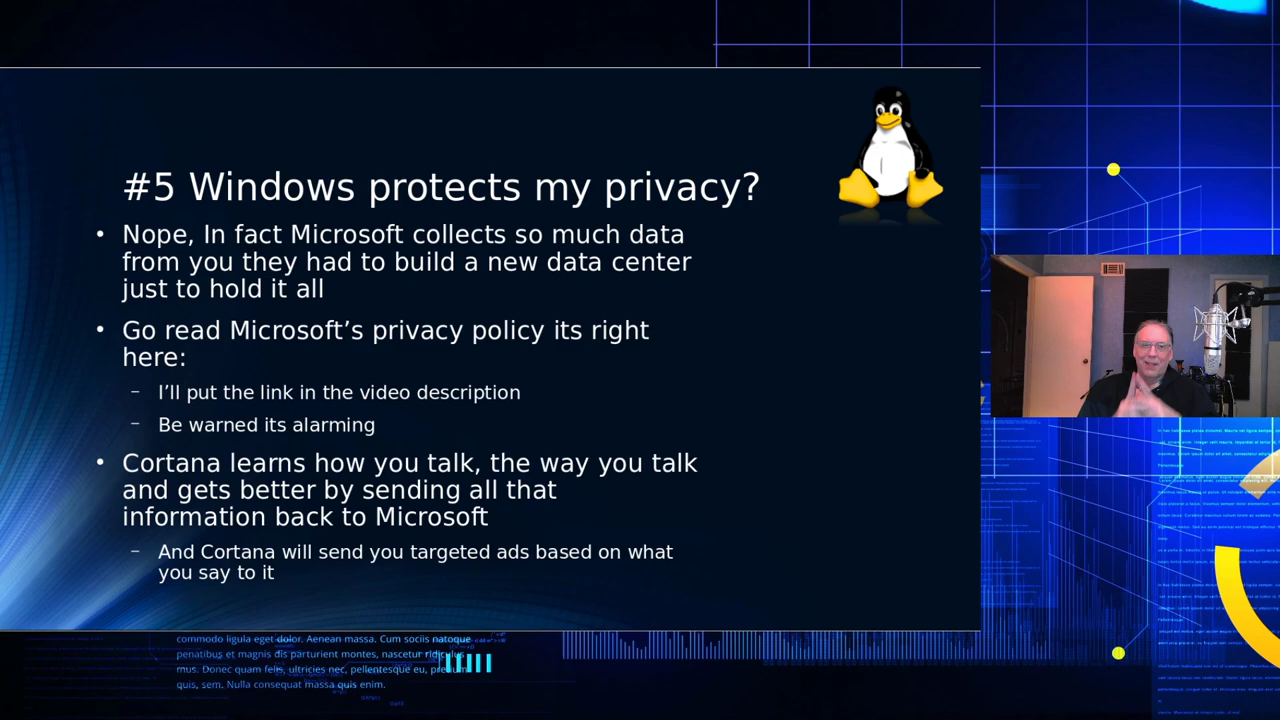 #5 Windows protects my privacy?
• Nope, In fact Microsoft collects so much data
from you they had to build a new data center
just to hold it all
• Go read Microsoft’s privacy policy its right
here:
– I’ll put the link in the video description
– Be warned its alarming
• Cortana learns how you talk, the way you talk
and gets better by sending all that
information back to Microsoft
– And Cortana will send you targeted ads based on what
you say to it
commodo ligula eget dolor. Aenean massa. Cum sociis natoque
penatibus et magnis dis parturient montes, nascetur ridiculus
mus. Donec quam felis, ultricies nec, pellentesque eu, pretium
quis, sem. Nulla consequat massa quis enim.